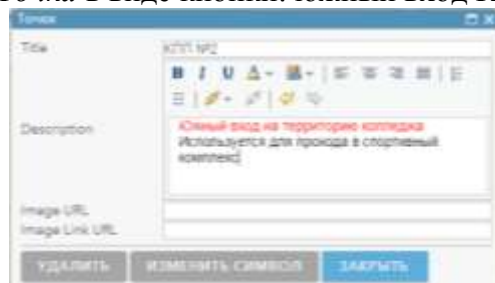 Точка
Title КПП №2
B I U A
Description
Южный вход на территорию колледжа
Используется для прохода в спортивный
комплекс
Image URL
Image Link URL
УДАЛИТЬ ИЗМЕНИТЬ СИМВОЛ ЗАКРЫТЬ